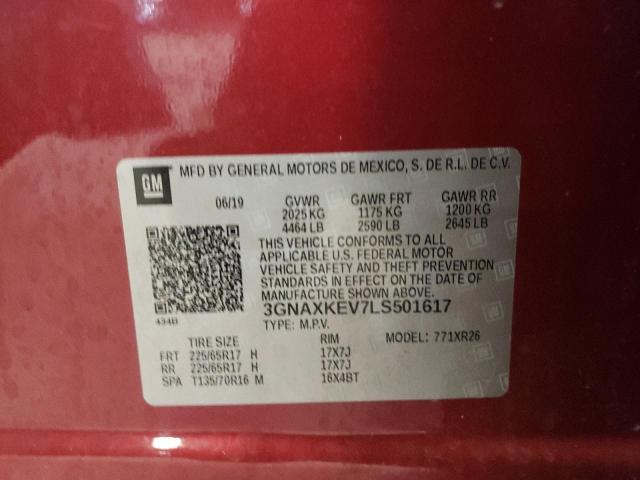 GM
MFD BY GENERAL MOTORS DE MEXICO, S. DE R.L. DE C.V.
06/19 GVWR GAWR FRT GAWR RR
2025 KG 1175 KG 1200 KG
4464 LB 2590 LB 2645 LB
THIS VEHICLE CONFORMS TO ALL
APPLICABLE U.S. FEDERAL MOTOR
VEHICLE SAFETY AND THEFT PREVENTION
STANDARDS IN EFFECT ON THE DATE OF
MANUFACTURE SHOWN ABOVE.
434D
3GNAXKEV7LS501617
TYPE: M.P.V.
TIRE SIZE RIM MODEL: 771XR26
FRT 225/65R17 H 17X7J
RR 225/65R17 H 17X7J
SPA T135/70R16 M 16X4BT